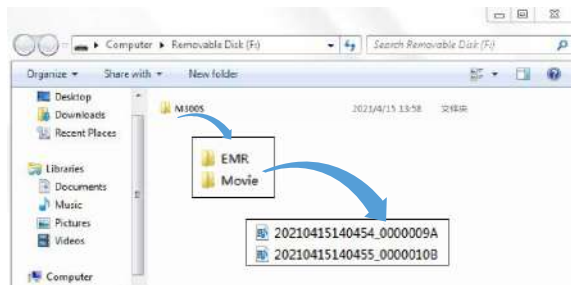 Computer ▸ Removable Disk (F:)
Search Removable Disk (F:)
Organize
Share with
New folder
Desktop
Downloads
Recent Places
Libraries
Documents
Music
Pictures
Videos
Computer
M300S 2021/4/15 13:58 文件夹
EMR
Movie
20210415140454_0000009A
20210415140455_0000010B